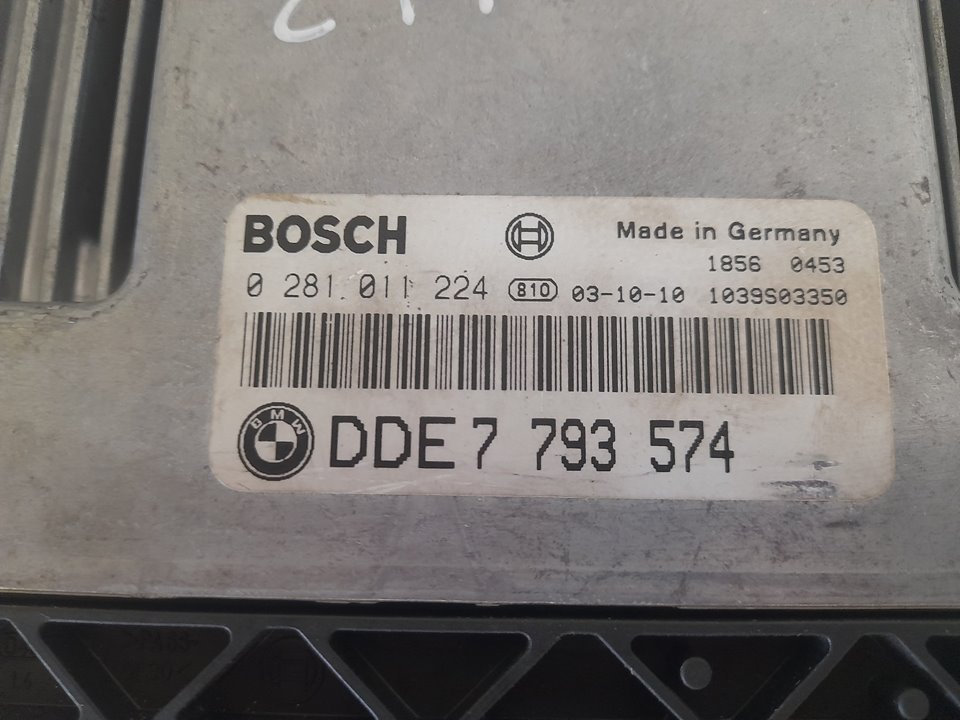 BOSCH
Made in Germany
1856 0453
0 281 011 224 810 03-10-10 1039S03350
BMW DDE 7 793 574